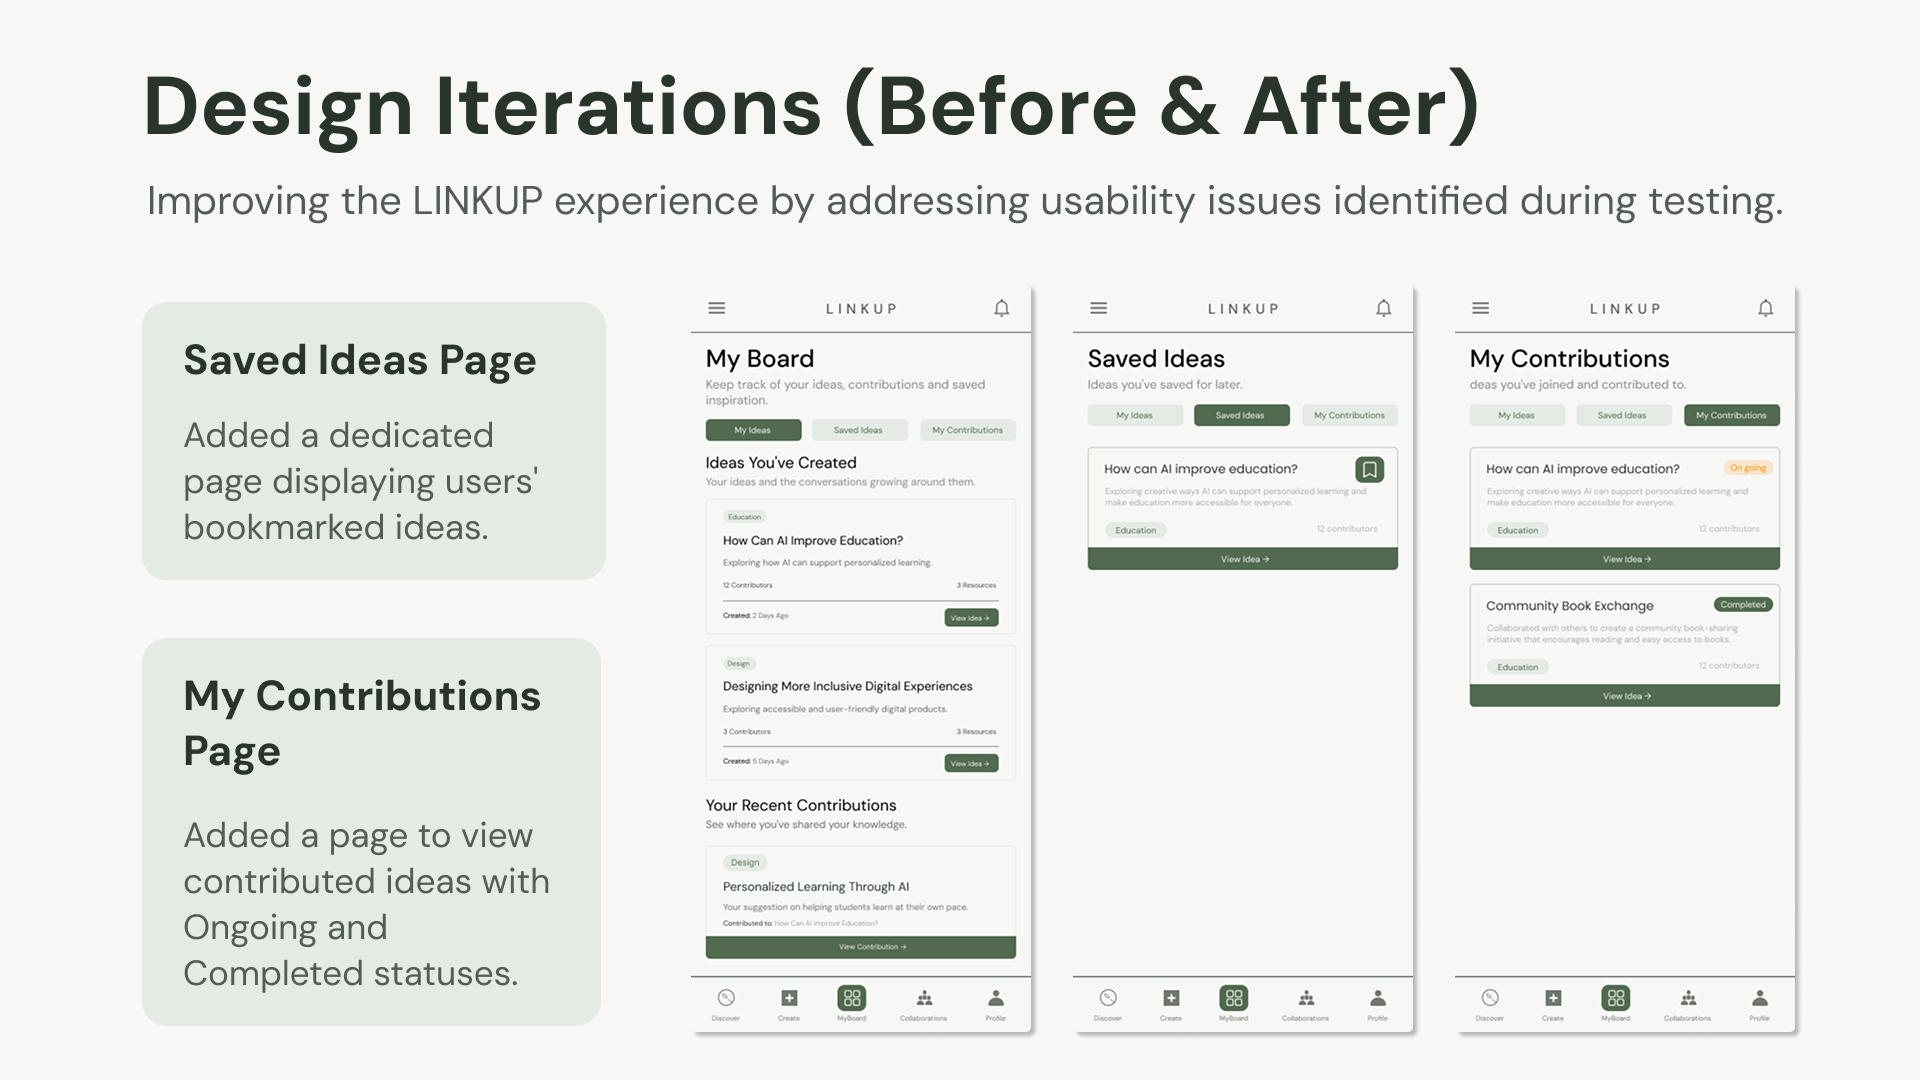 Design Iterations (Before & After)
Improving the LINKUP experience by addressing usability issues identified during testing.
Saved Ideas Page
Added a dedicated
page displaying users'
bookmarked ideas.
My Contributions
Page
Added a page to view
contributed ideas with
Ongoing and
Completed statuses.
LINKUP
My Board
Keep track of your ideas, contributions and saved
inspiration.
My Ideas
Saved Ideas
My Contributions
Ideas You've Created
Your ideas and the conversations growing around them.
Education
How Can AI Improve Education?
Exploring how AI can support personalized learning.
12 Contributors
3 Resources
Created: 2 Days Ago
View Idea →
Design
Designing More Inclusive Digital Experiences
Exploring accessible and user-friendly digital products.
3 Contributors
3 Resources
Created: 5 Days Ago
View Idea →
Your Recent Contributions
See where you've shared your knowledge.
Design
Personalized Learning Through AI
Your suggestion on helping students learn at their own pace.
Contributed to: How Can AI Improve Education?
View Contribution →
Discover
Create
MyBoard
Collaborations
Profile
LINKUP
Saved Ideas
Ideas you've saved for later.
My Ideas
Saved Ideas
My Contributions
How can AI improve education?
Exploring creative ways AI can support personalized learning and
make education more accessible for everyone.
Education
12 contributors
View Idea →
Discover
Create
MyBoard
Collaborations
Profile
LINKUP
My Contributions
deas you've joined and contributed to.
My Ideas
Saved Ideas
My Contributions
How can AI improve education?
On going
Exploring creative ways AI can support personalized learning and
make education more accessible for everyone.
Education
12 contributors
View Idea →
Community Book Exchange
Completed
Collaborated with others to create a community book-sharing
initiative that encourages reading and easy access to books.
Education
12 contributors
View Idea →
Discover
Create
MyBoard
Collaborations
Profile